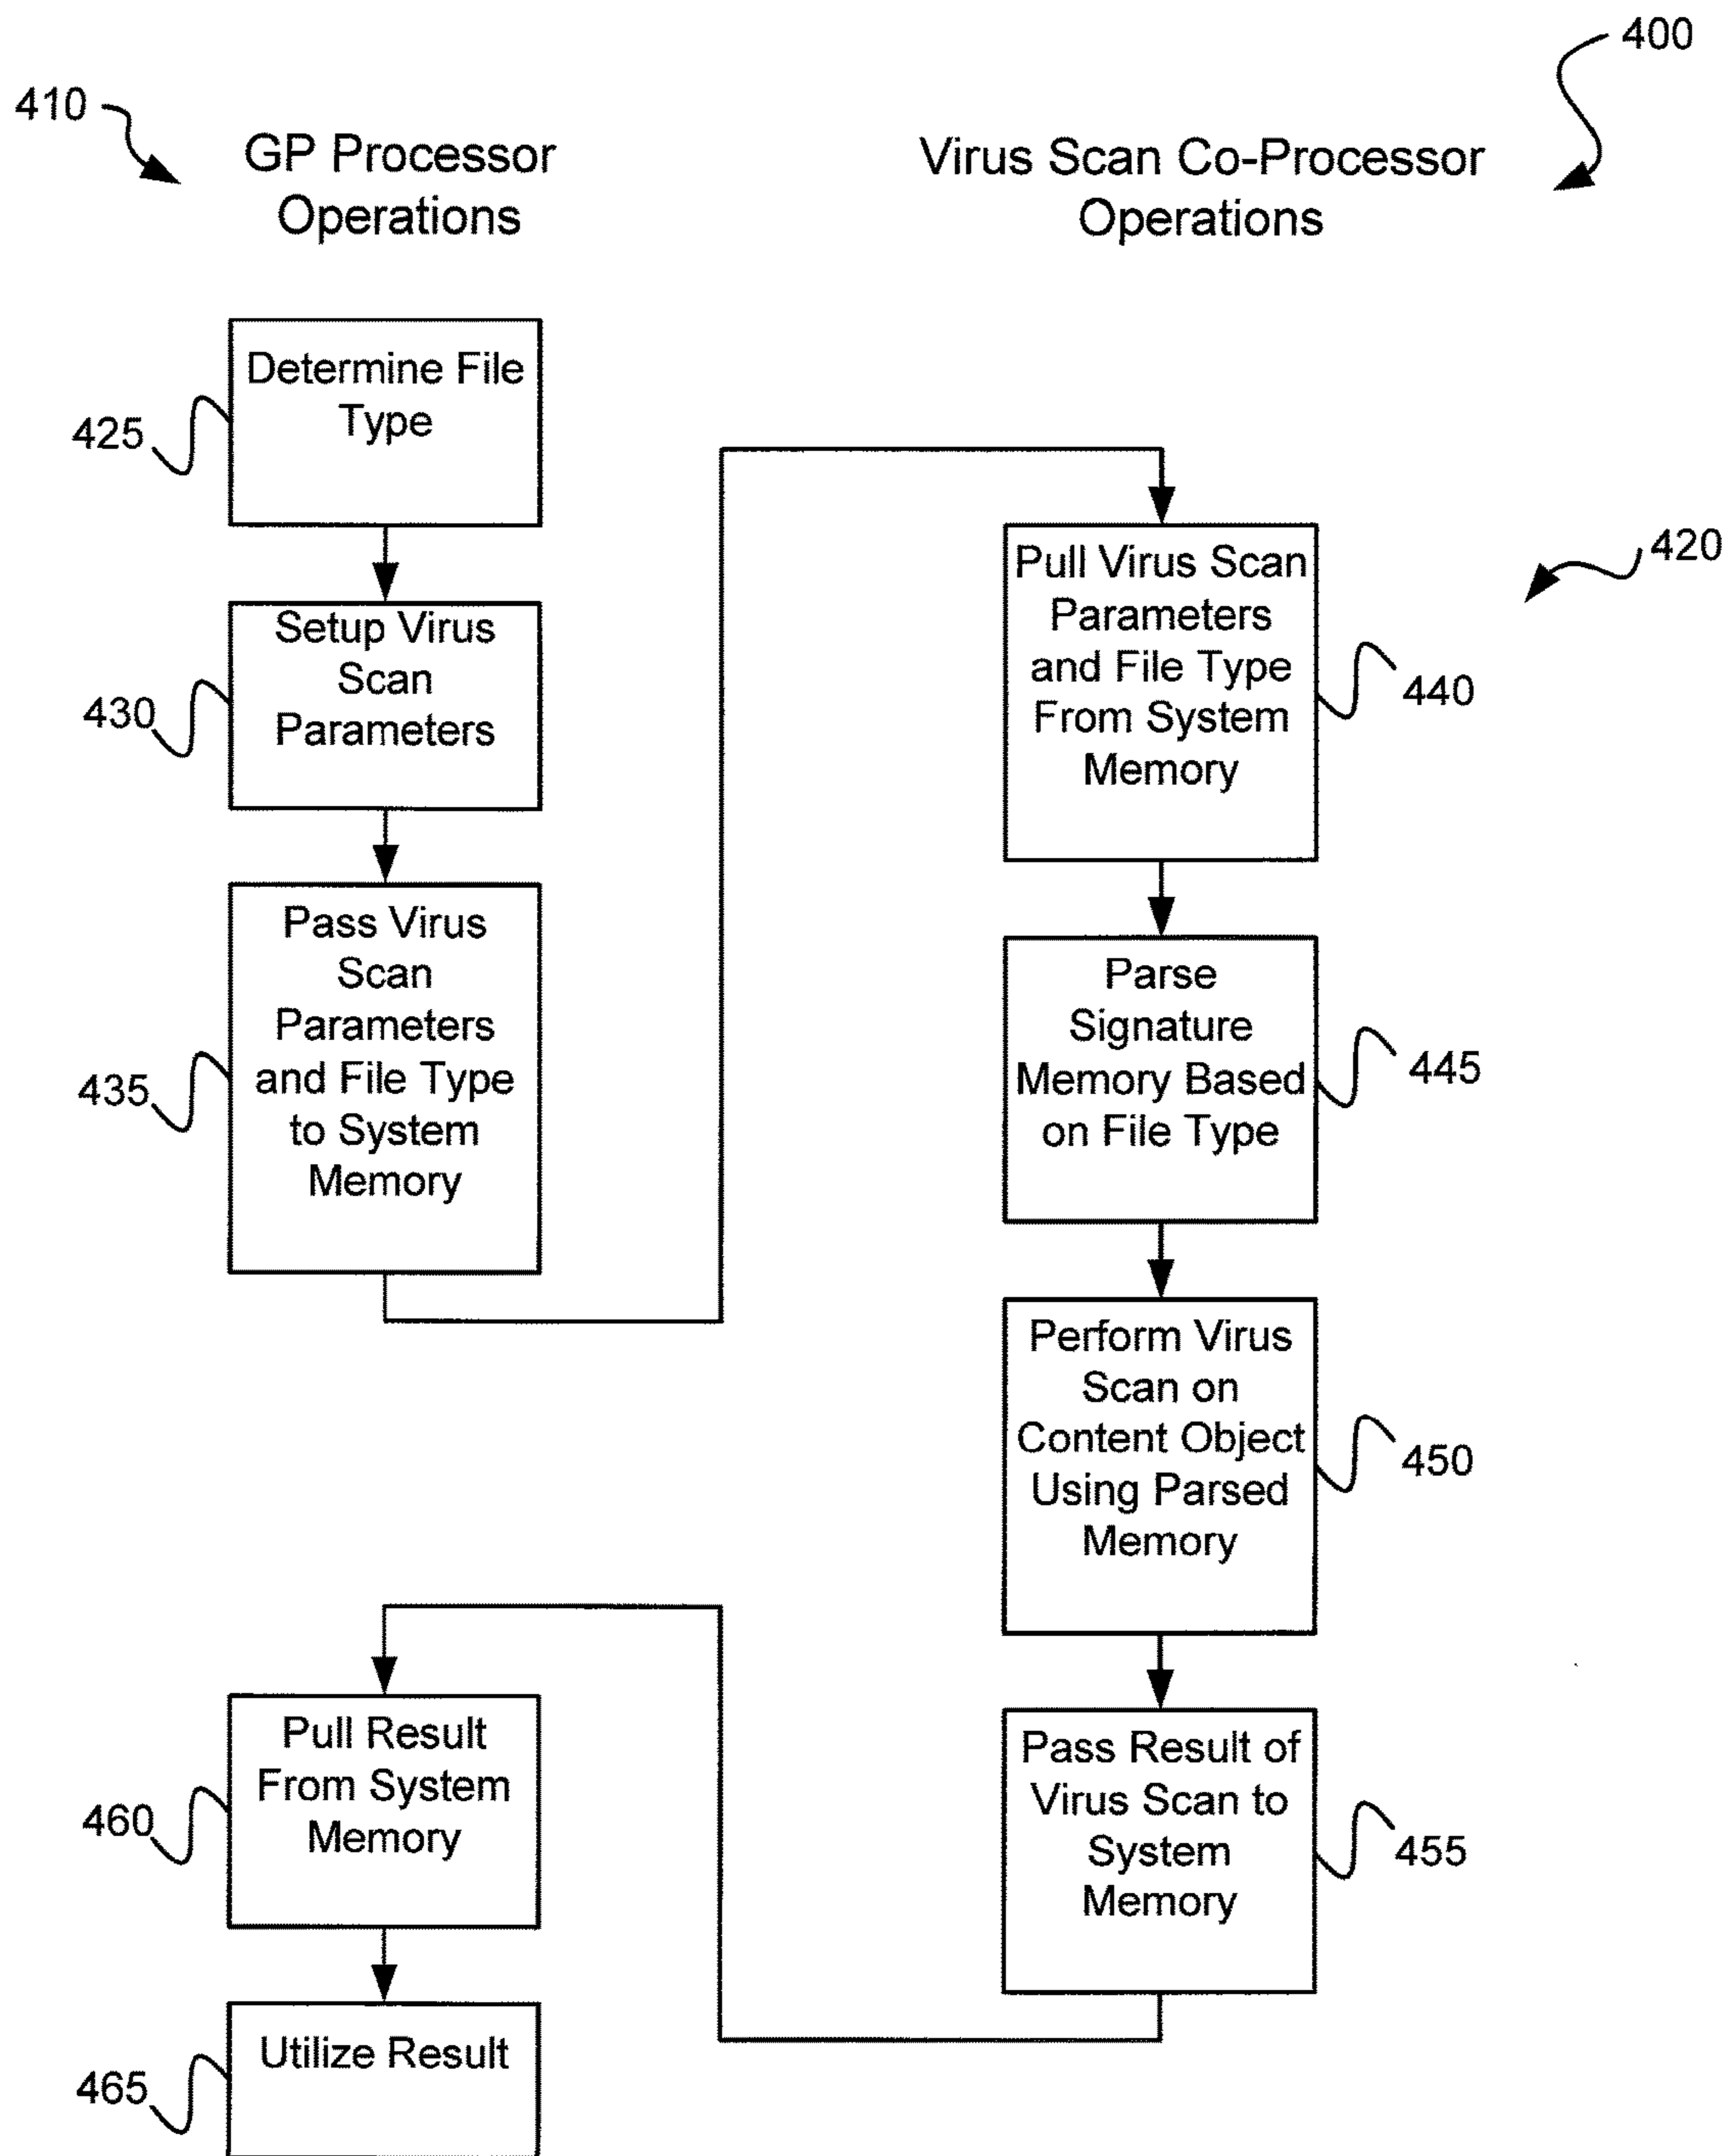 400
410
GP Processor
Operations
Virus Scan Co-Processor
Operations
Determine File
Type
425
Setup Virus
Scan
Parameters
430
Pass Virus
Scan
Parameters
and File Type
to System
Memory
435
420
Pull Virus Scan
Parameters
and File Type
From System
Memory
440
Parse
Signature
Memory Based
on File Type
445
Perform Virus
Scan on
Content Object
Using Parsed
Memory
450
Pass Result of
Virus Scan to
System
Memory
455
Pull Result
From System
Memory
460
Utilize Result
465